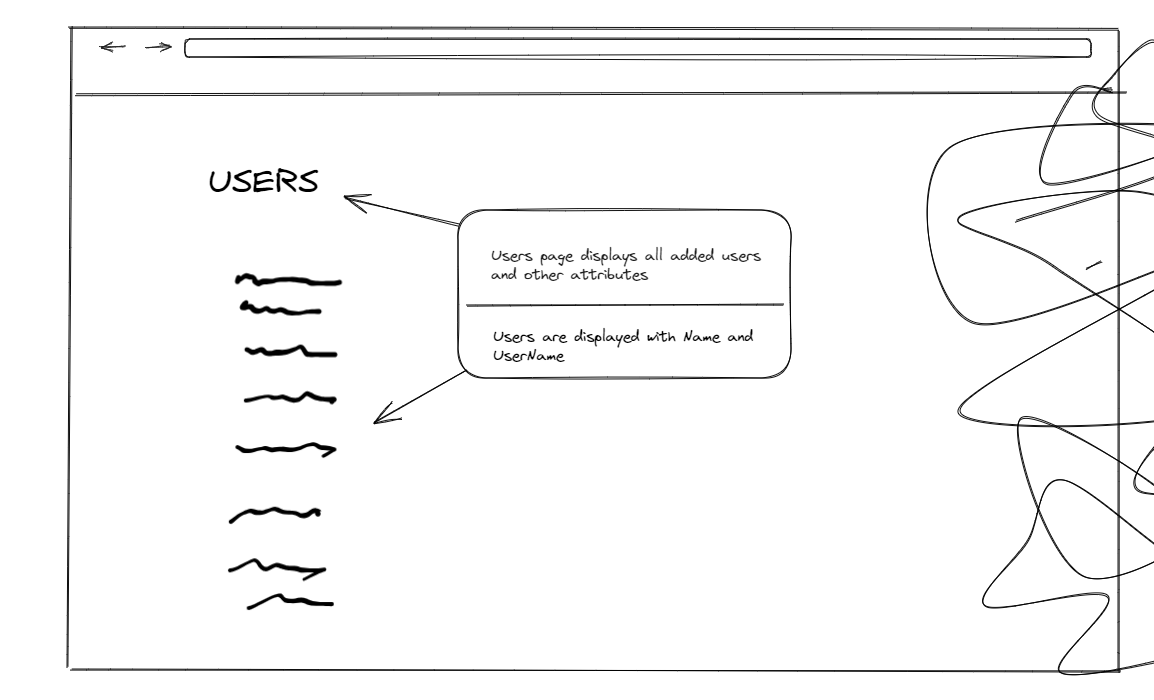 USERS
Users page displays all added users
and other attributes
Users are displayed with Name and
UserName